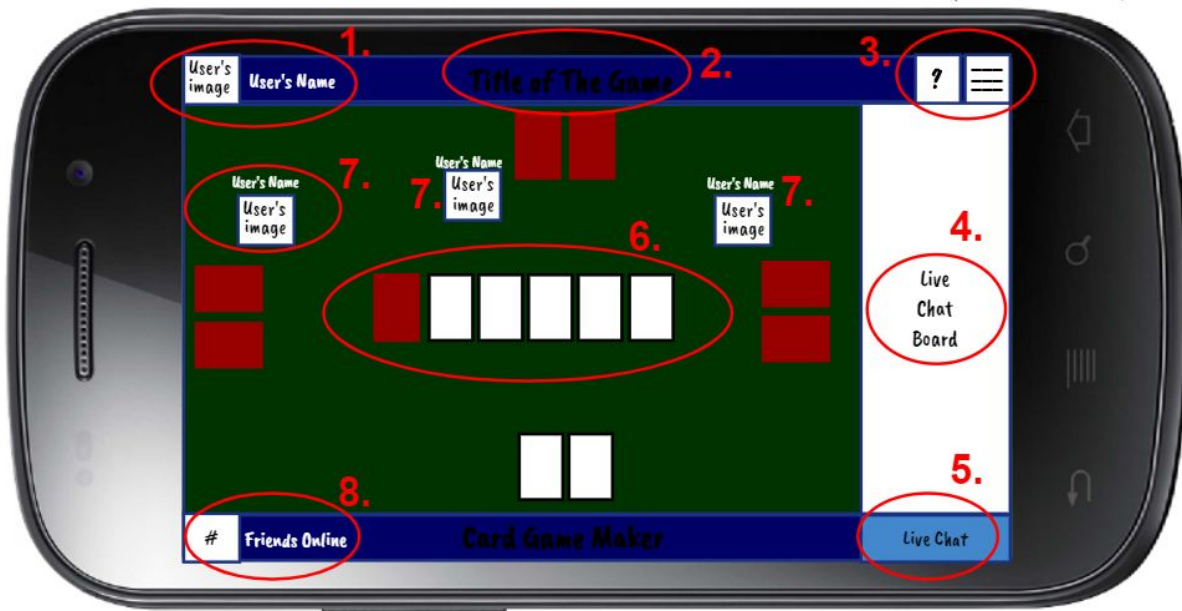 1.
User's
image
User's Name
Title of The Game
2.
3.
?
7.
User's Name
User's
image
7.
User's Name
User's
image
7.
User's Name
User's
image
6.
4.
Live
Chat
Board
8.
#
Friends Online
Card Game Maker
5.
Live Chat